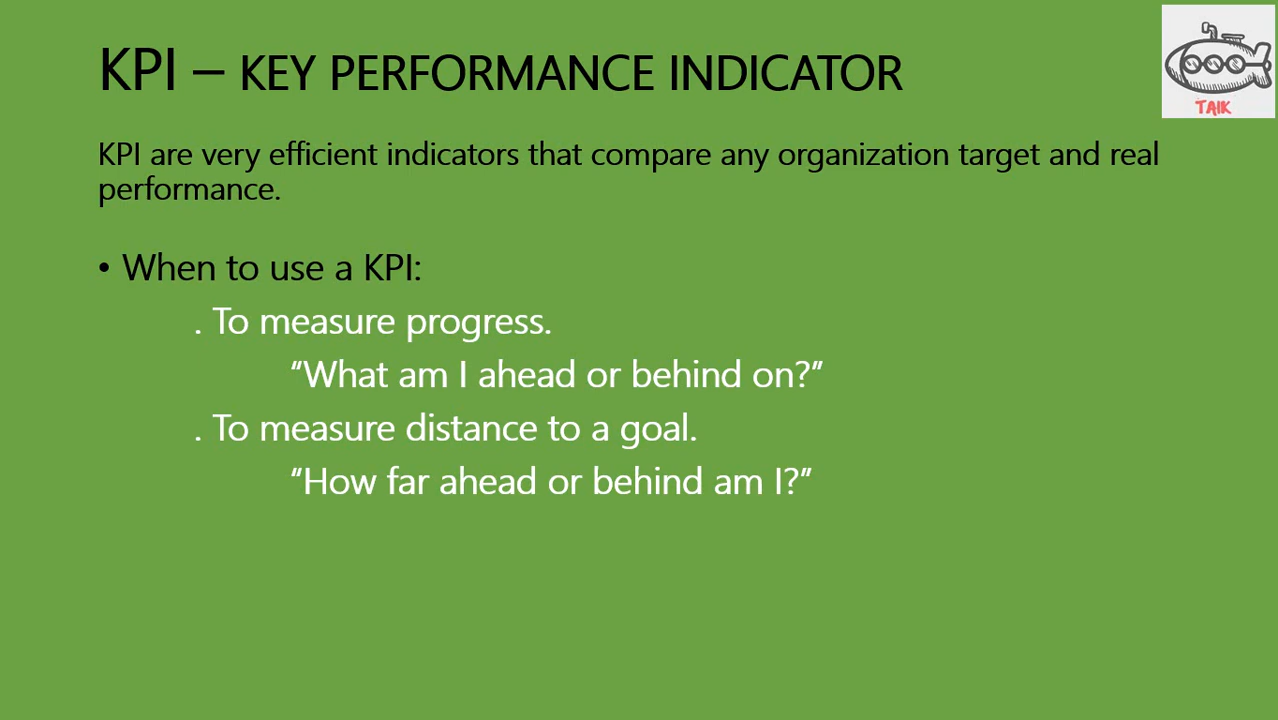 KPI – KEY PERFORMANCE INDICATOR
TAIK
KPI are very efficient indicators that compare any organization target and real
performance.
• When to use a KPI:
. To measure progress.
“What am I ahead or behind on?”
. To measure distance to a goal.
“How far ahead or behind am I?”